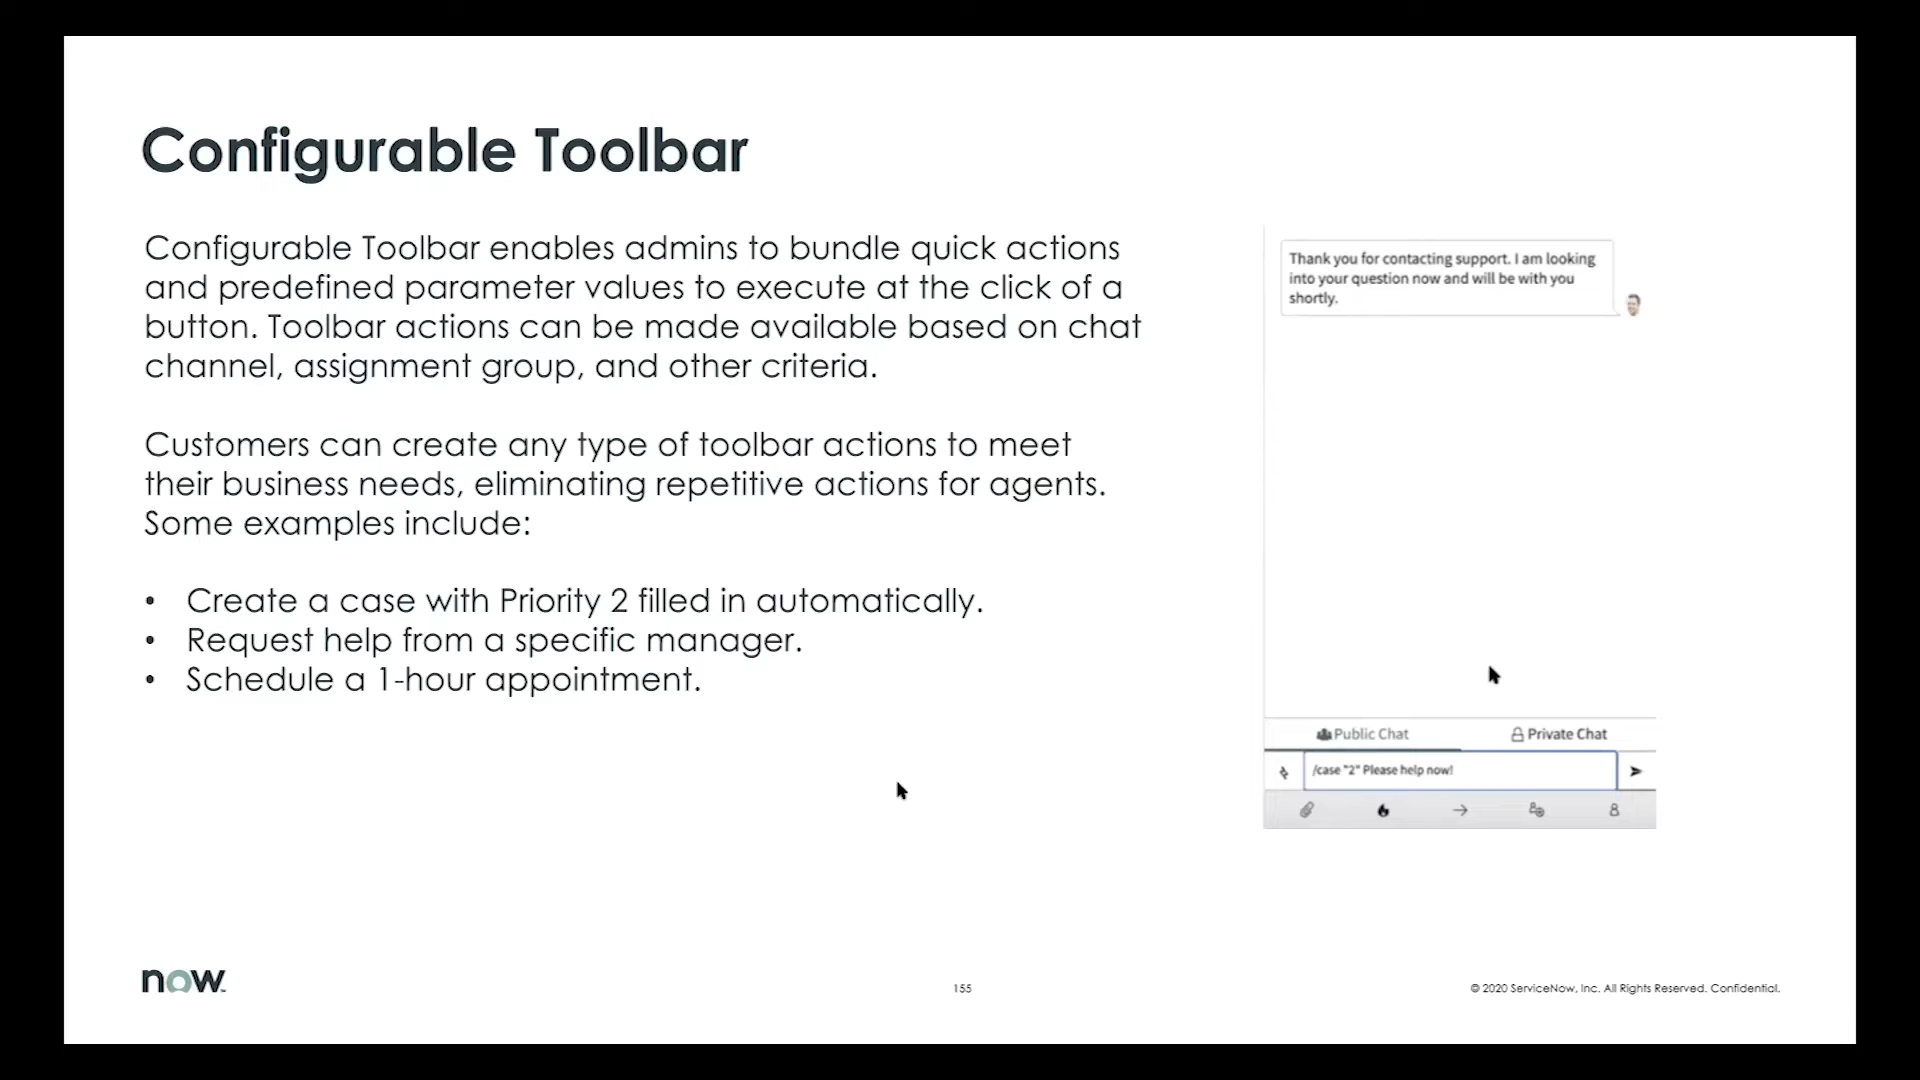 Configurable Toolbar
Configurable Toolbar enables admins to bundle quick actions
and predefined parameter values to execute at the click of a
button. Toolbar actions can be made available based on chat
channel, assignment group, and other criteria.
Customers can create any type of toolbar actions to meet
their business needs, eliminating repetitive actions for agents.
Some examples include:
• Create a case with Priority 2 filled in automatically.
• Request help from a specific manager.
• Schedule a 1-hour appointment.
Thank you for contacting support. I am looking
into your question now and will be with you
shortly.
Public Chat
Private Chat
/case "2" Please help now!
now.
155
© 2020 ServiceNow, Inc. All Rights Reserved. Confidential.